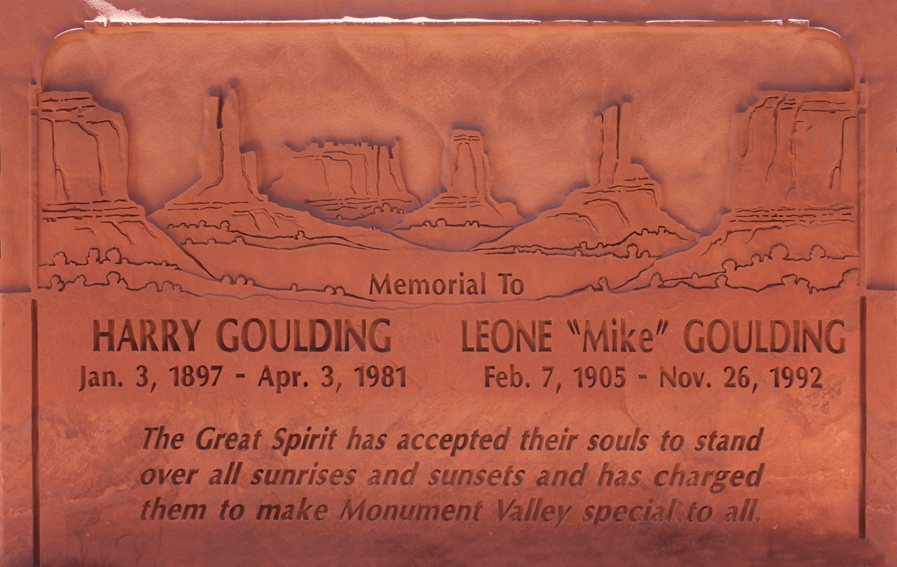 Memorial To
HARRY GOULDING
Jan. 3, 1897 - Apr. 3, 1981
LEONE "Mike" GOULDING
Feb. 7, 1905 - Nov. 26, 1992
The Great Spirit has accepted their souls to stand
over all sunrises and sunsets and has charged
them to make Monument Valley special to all.